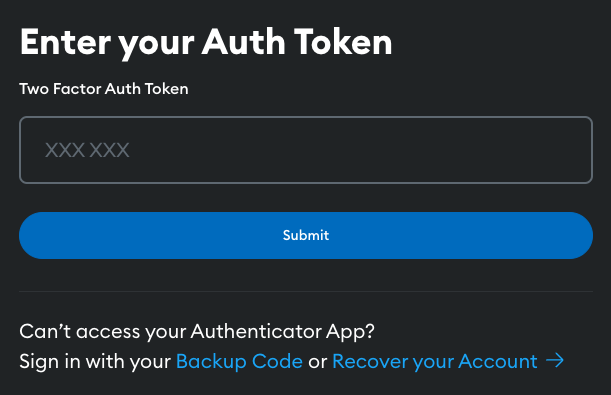 Enter your Auth Token
Two Factor Auth Token
XXX XXX
Submit
Can’t access your Authenticator App?
Sign in with your Backup Code or Recover your Account →